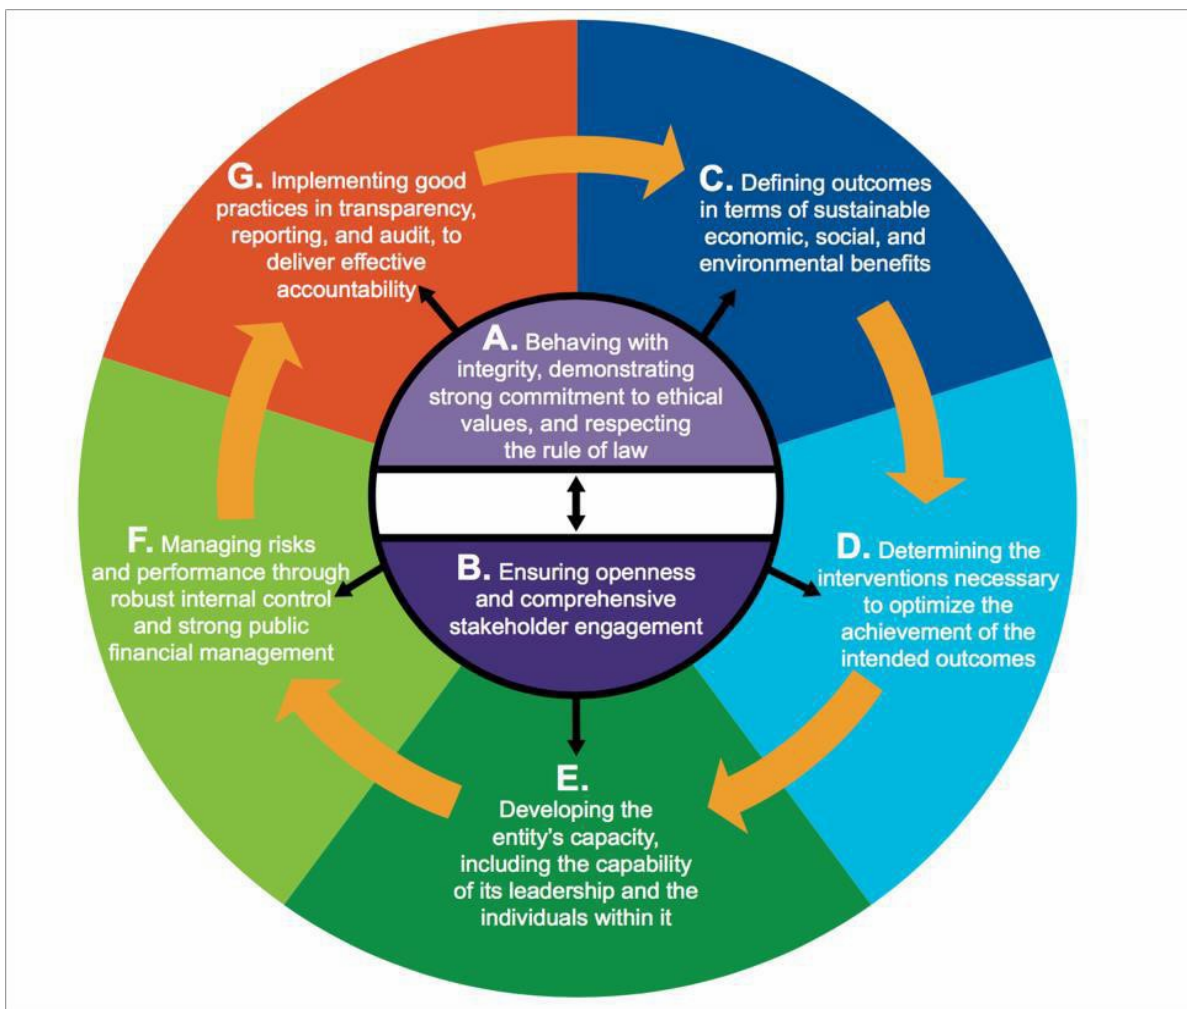 A. Behaving with
integrity, demonstrating
strong commitment to ethical
values, and respecting
the rule of law
B. Ensuring openness
and comprehensive
stakeholder engagement
C. Defining outcomes
in terms of sustainable
economic, social, and
environmental benefits
D. Determining the
interventions necessary
to optimize the
achievement of the
intended outcomes
E.
Developing the
entity's capacity,
including the capability
of its leadership and the
individuals within it
F. Managing risks
and performance through
robust internal control
and strong public
financial management
G. Implementing good
practices in transparency,
reporting, and audit, to
deliver effective
accountability